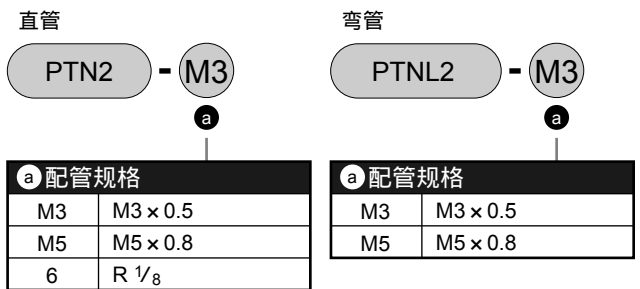 直管
PTN2 - M3
a
a 配管规格
M3 M3×0.5
M5 M5×0.8
6 R 1/8
弯管
PTNL2 - M3
a
a 配管规格
M3 M3×0.5
M5 M5×0.8